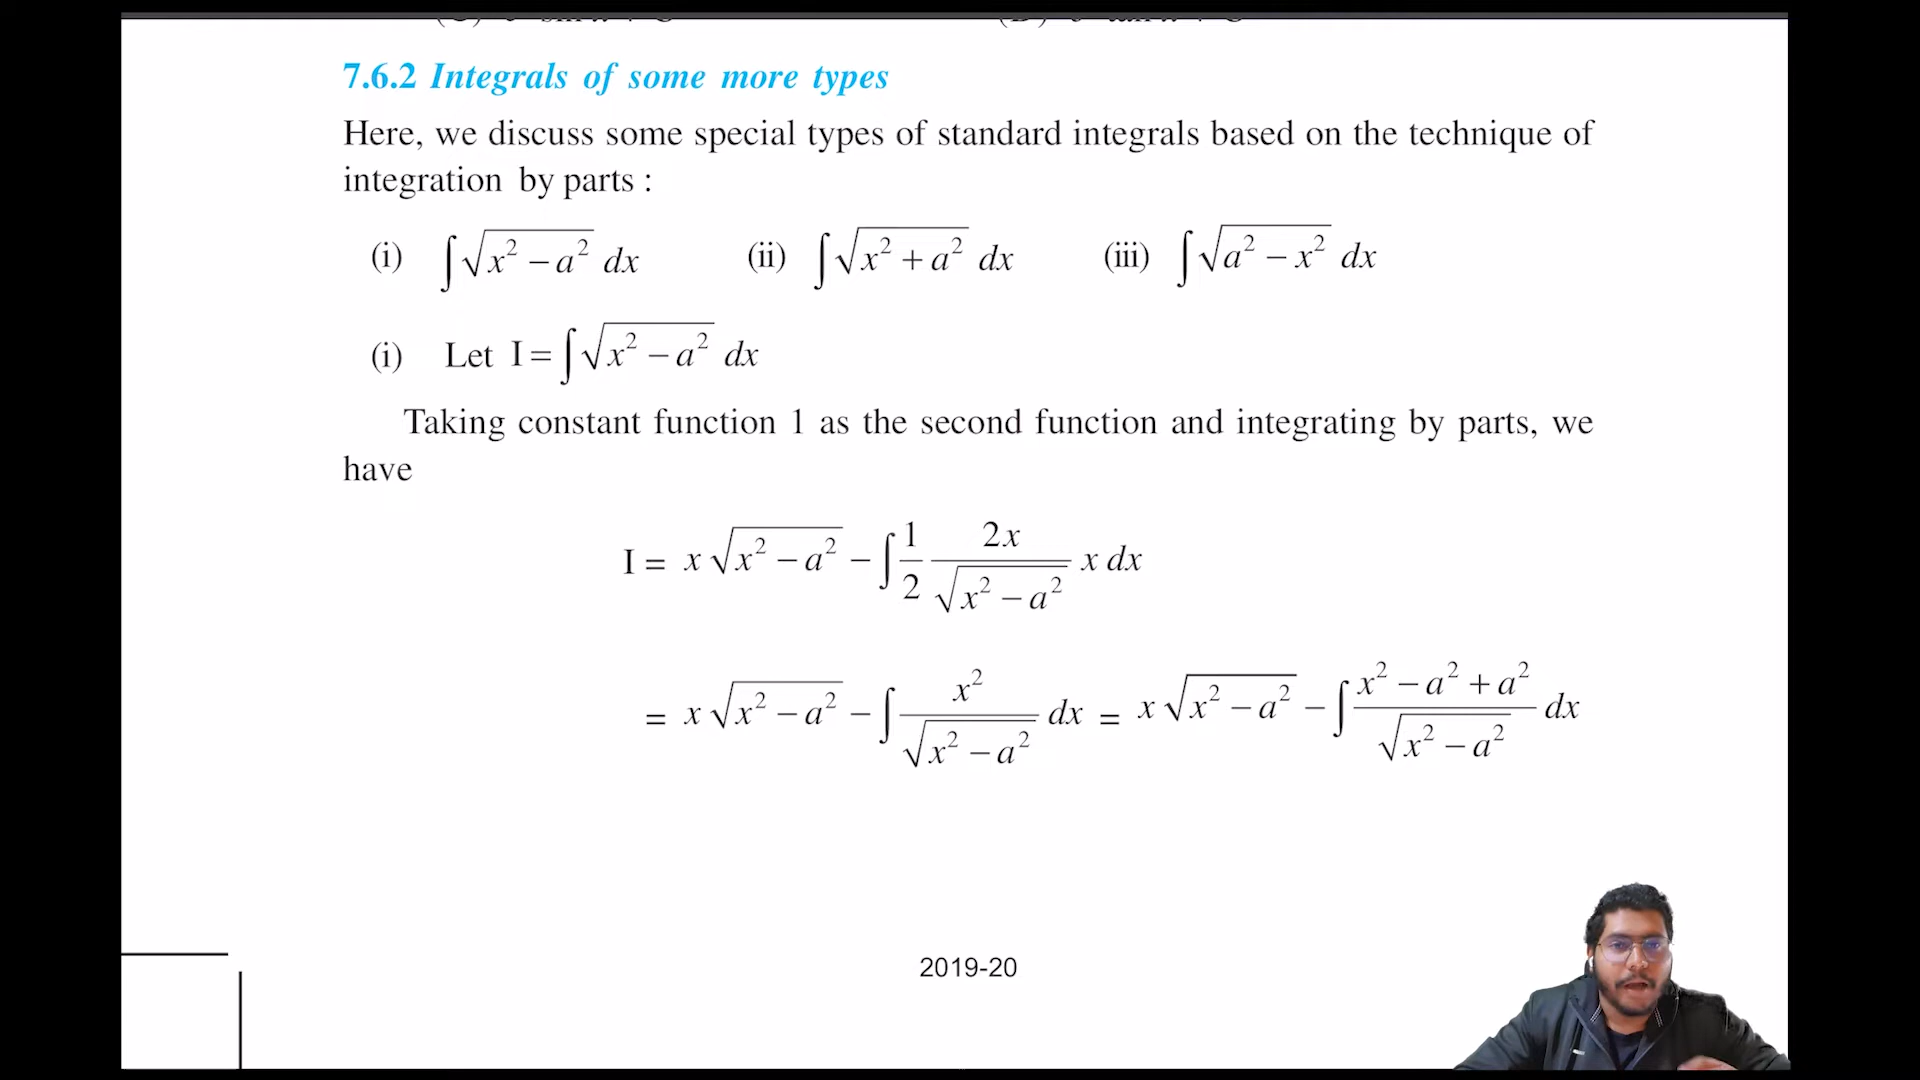 7.6.2 Integrals of some more types
Here, we discuss some special types of standard integrals based on the technique of
integration by parts :
(i) ∫√(x² − a²) dx (ii) ∫√(x² + a²) dx (iii) ∫√(a² − x²) dx
(i) Let I = ∫√(x² − a²) dx
Taking constant function 1 as the second function and integrating by parts, we
have
I = x √(x² − a²) − ∫ 1/2 2x/√(x² − a²) x dx
= x √(x² − a²) − ∫ x²/√(x² − a²) dx = x √(x² − a²) − ∫ (x² − a² + a²)/√(x² − a²) dx
2019-20